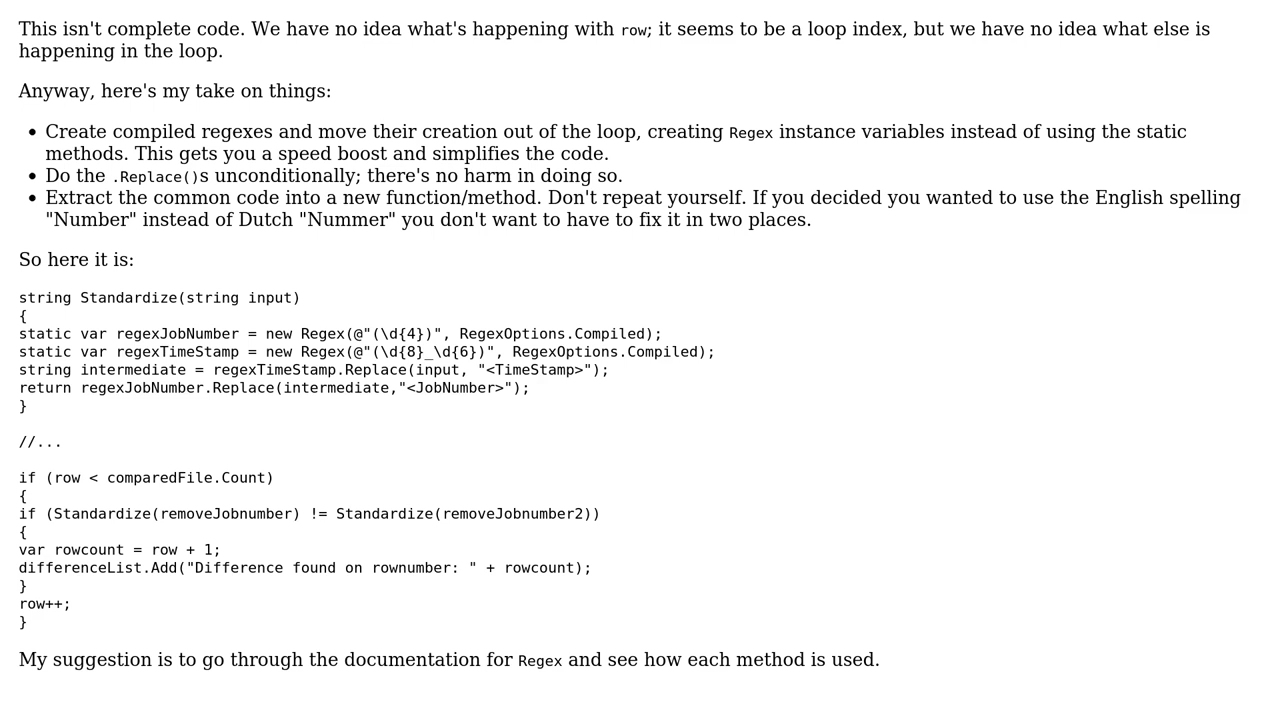 This isn't complete code. We have no idea what's happening with row; it seems to be a loop index, but we have no idea what else is
happening in the loop.
Anyway, here's my take on things:
• Create compiled regexes and move their creation out of the loop, creating Regex instance variables instead of using the static
methods. This gets you a speed boost and simplifies the code.
• Do the .Replace()s unconditionally; there's no harm in doing so.
• Extract the common code into a new function/method. Don't repeat yourself. If you decided you wanted to use the English spelling
"Number" instead of Dutch "Nummer" you don't want to have to fix it in two places.
So here it is:
string Standardize(string input)
{
static var regexJobNumber = new Regex(@"(\d{4})", RegexOptions.Compiled);
static var regexTimeStamp = new Regex(@"(\d{8}_\d{6})", RegexOptions.Compiled);
string intermediate = regexTimeStamp.Replace(input, "<TimeStamp>");
return regexJobNumber.Replace(intermediate,"<JobNumber>");
}
//...
if (row < comparedFile.Count)
{
if (Standardize(removeJobnumber) != Standardize(removeJobnumber2))
{
var rowcount = row + 1;
differenceList.Add("Difference found on rownumber: " + rowcount);
}
row++;
}
My suggestion is to go through the documentation for Regex and see how each method is used.